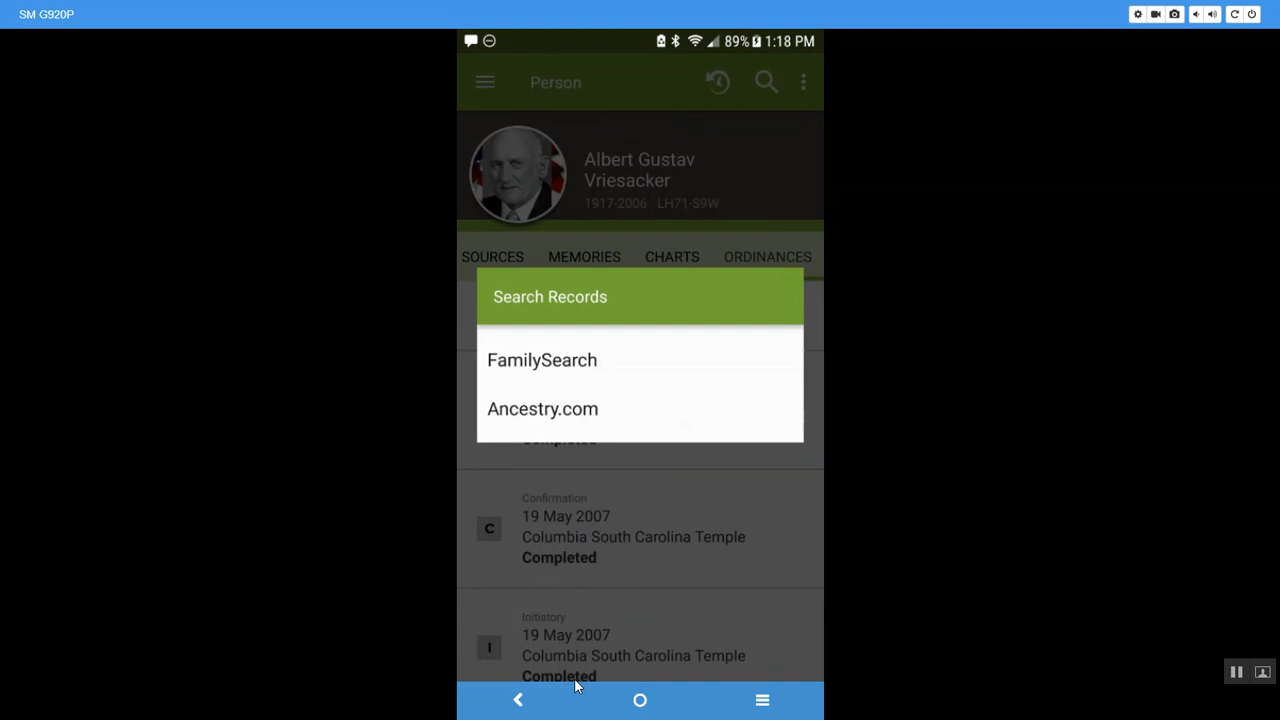 SM G920P
89% 1:18 PM
Person
Albert Gustav
Vriesacker
1917-2006 LH71-S9W
SOURCES MEMORIES CHARTS ORDINANCES
Search Records
FamilySearch
Ancestry.com
Completed
Confirmation
C
19 May 2007
Columbia South Carolina Temple
Completed
Initiatory
I
19 May 2007
Columbia South Carolina Temple
Completed